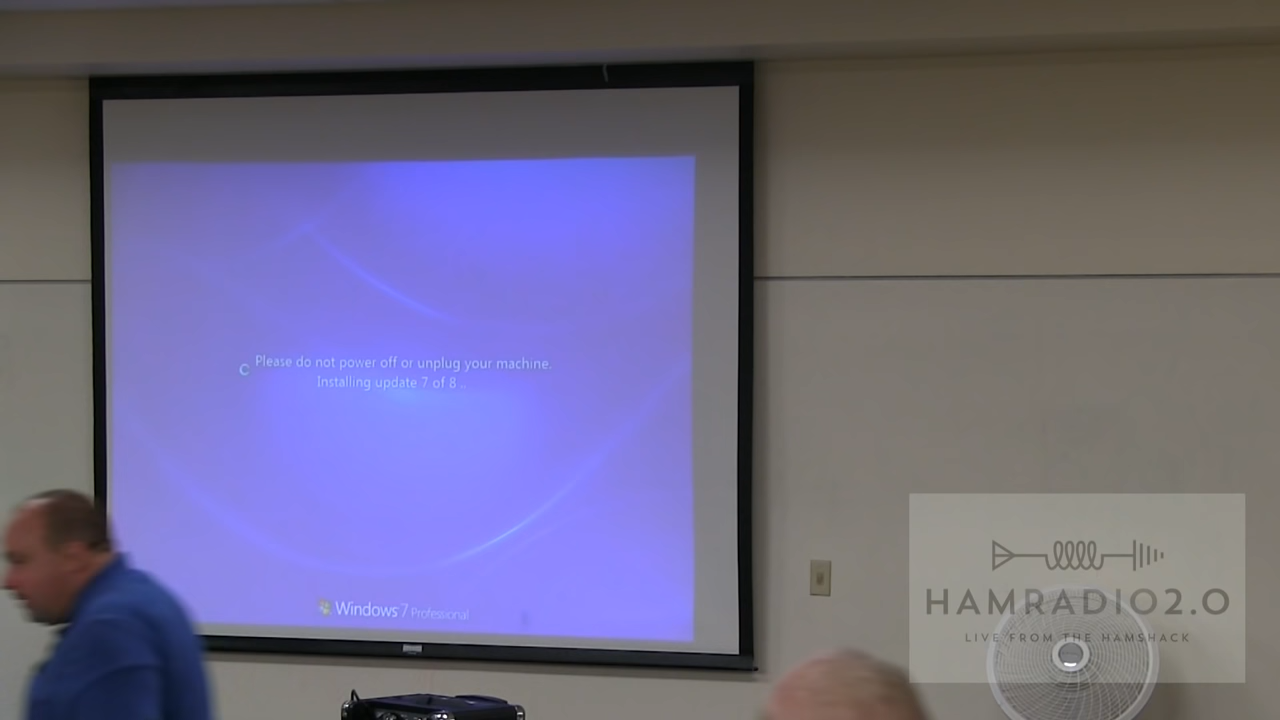 Please do not power off or unplug your machine.
Installing update 7 of 8 ..
Windows 7 Professional
HAMRADIO2.0
LIVE FROM THE HAMSHACK